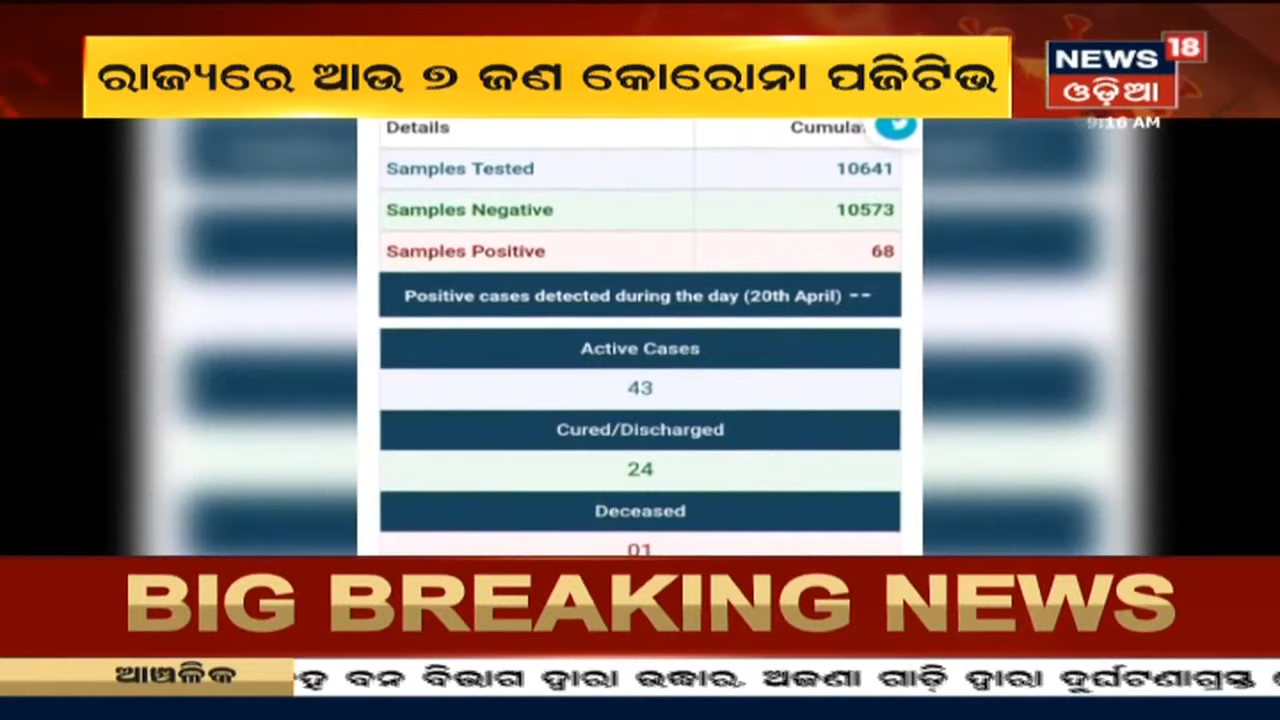 ରାଜ୍ୟରେ ଆଉ ୭ ଜଣ କୋରୋନା ପଜିଟିଭ
NEWS 18
ଓଡ଼ିଆ
9:16 AM
Details
Samples Tested 10641
Samples Negative 10573
Samples Positive 68
Positive cases detected during the day (20th April) --
Active Cases
43
Cured/Discharged
24
Deceased
01
BIG BREAKING NEWS
ଆଞ୍ଚଳିକ ବନ ବିଭାଗ ଦ୍ୱାରା ଉଦ୍ଧାର, ଅଜଣା ଗାଡ଼ି ଦ୍ୱାରା ଦୁର୍ଘଟଣାଗ୍ରସ୍ତ